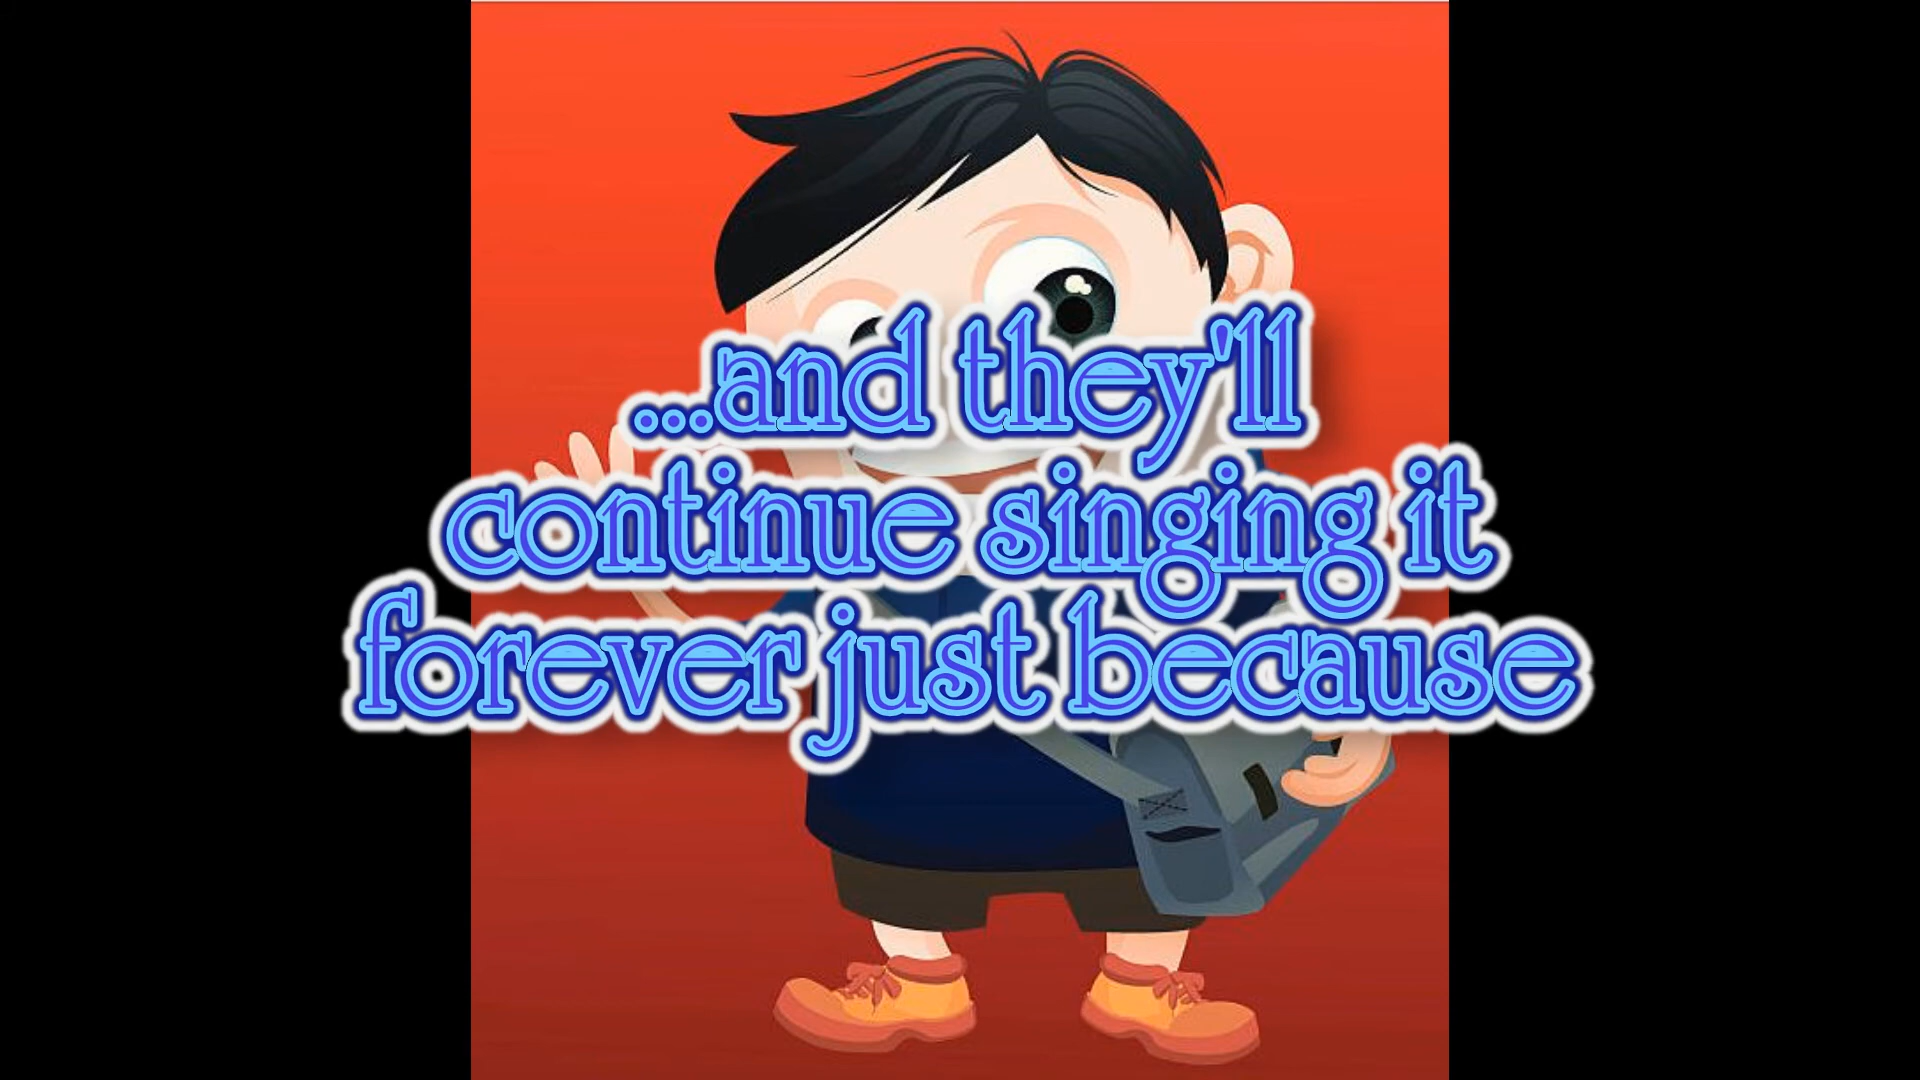 ...and they'll
continue singing it
forever just because